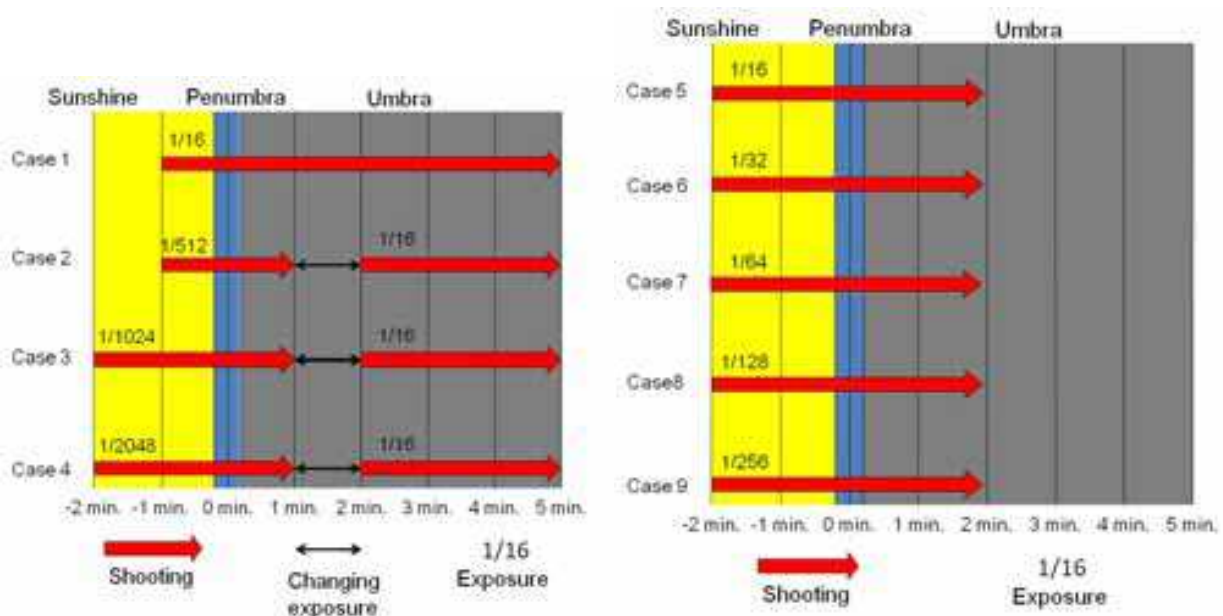 Sunshine Penumbra Umbra
Case 1 1/16
Case 2 1/512 1/16
Case 3 1/1024 1/16
Case 4 1/2048 1/16
-2 min. -1 min. 0 min. 1 min. 2 min. 3 min. 4 min. 5 min.
Shooting
Changing exposure
1/16
Exposure
Sunshine Penumbra Umbra
Case 5 1/16
Case 6 1/32
Case 7 1/64
Case8 1/128
Case 9 1/256
-2 min. -1 min. 0 min. 1 min. 2 min. 3 min. 4 min. 5 min.
Shooting
1/16
Exposure